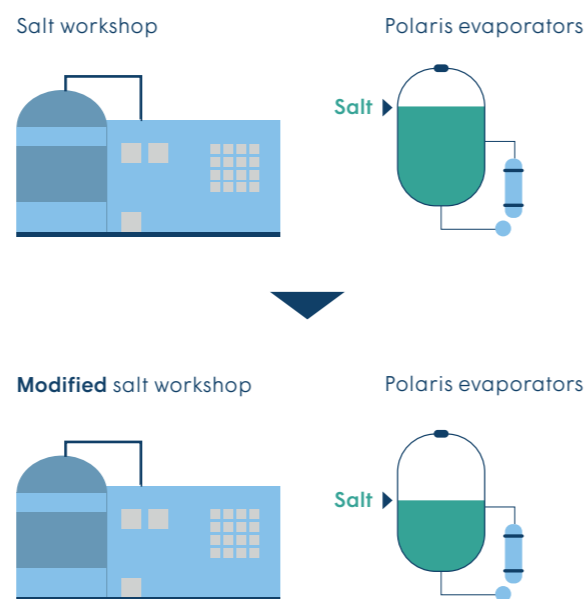 Salt workshop
Polaris evaporators
Salt
Modified salt workshop
Polaris evaporators
Salt